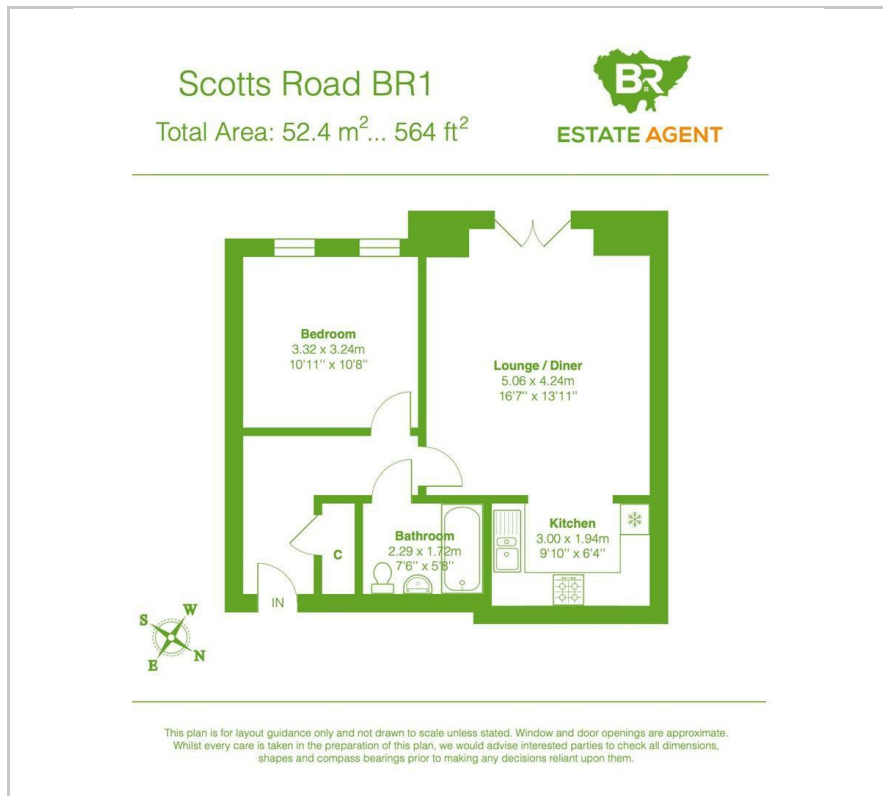 Scotts Road BR1
Total Area: 52.4 m²... 564 ft²
BR
ESTATE AGENT
Bedroom
3.32 x 3.24m
10'11'' x 10'8''
Lounge / Diner
5.06 x 4.24m
16'7'' x 13'11''
Kitchen
3.00 x 1.94m
9'10'' x 6'4''
Bathroom
2.29 x 1.72m
7'6'' x 5'8''
C
IN
S
W
E
N
This plan is for layout guidance only and not drawn to scale unless stated. Window and door openings are approximate.
Whilst every care is taken in the preparation of this plan, we would advise interested parties to check all dimensions,
shapes and compass bearings prior to making any decisions reliant upon them.